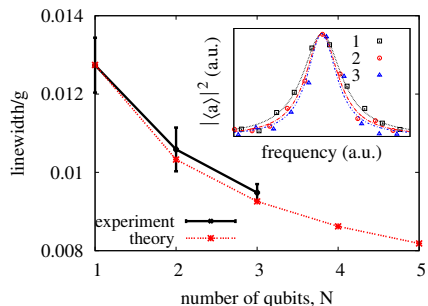 linewidth/g
0.014
0.012
0.01
0.008
1
2
3
4
5
number of qubits, N
experiment
theory
|⟨a⟩|² (a.u.)
frequency (a.u.)
1
2
3